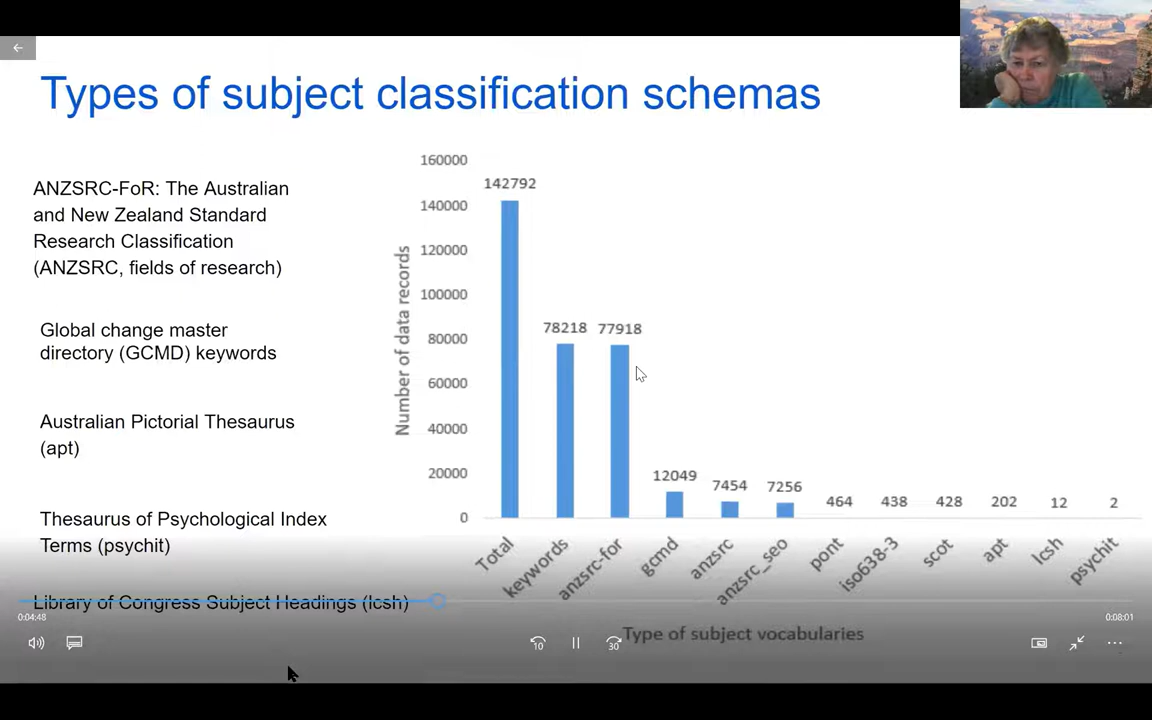 Types of subject classification schemas
ANZSRC-FoR: The Australian
and New Zealand Standard
Research Classification
(ANZSRC, fields of research)
Global change master
directory (GCMD) keywords
Australian Pictorial Thesaurus
(apt)
Thesaurus of Psychological Index
Terms (psychit)
Library of Congress Subject Headings (lcsh)
Number of data records
160000
140000
120000
100000
80000
60000
40000
20000
0
142792
78218
77918
12049
7454
7256
464
438
428
202
12
2
Total
keywords
anzsrc-for
gcmd
anzsrc
anzsrc_seo
pont
iso638-3
scot
apt
lcsh
psychit
Type of subject vocabularies
0:04:48
0:08:01
10
30